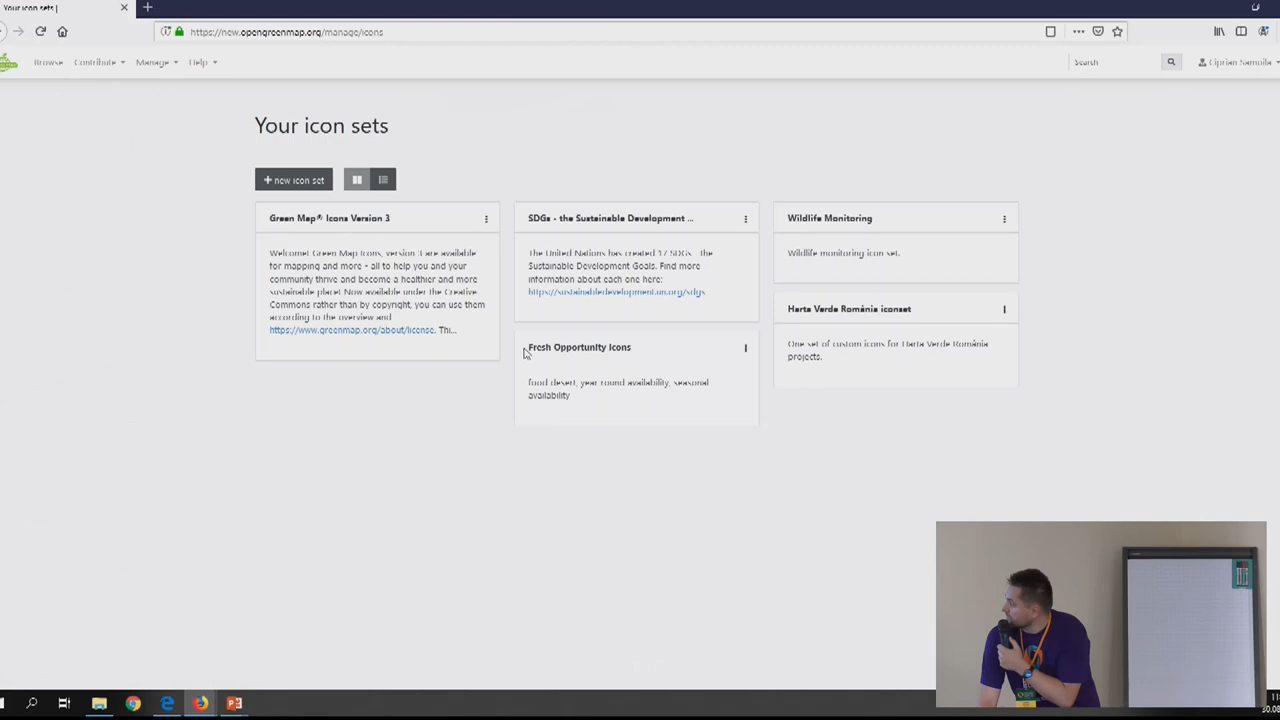 Your icon sets |
https://new.opengreenmap.org/manage/icons
Browse
Contribute
Manage
Help
Search
Ciprian Samoila
Your icon sets
+ new icon set
Green Map® Icons Version 3
Welcome! Green Map Icons, version 3 are available
for mapping and more - all to help you and your
community thrive and become a healthier and more
sustainable place! Now available under the Creative
Commons rather than by copyright, you can use them
according to the overview and
https://www.greenmap.org/about/license. Thi...
SDGs - the Sustainable Development ...
The United Nations has created 17 SDGs - the
Sustainable Development Goals. Find more
information about each one here:
https://sustainabledevelopment.un.org/sdgs
Fresh Opportunity Icons
food desert, year round availability, seasonal
availability
Wildlife Monitoring
Wildlife monitoring icon set.
Harta Verde România iconset
One set of custom icons for Harta Verde România
projects.